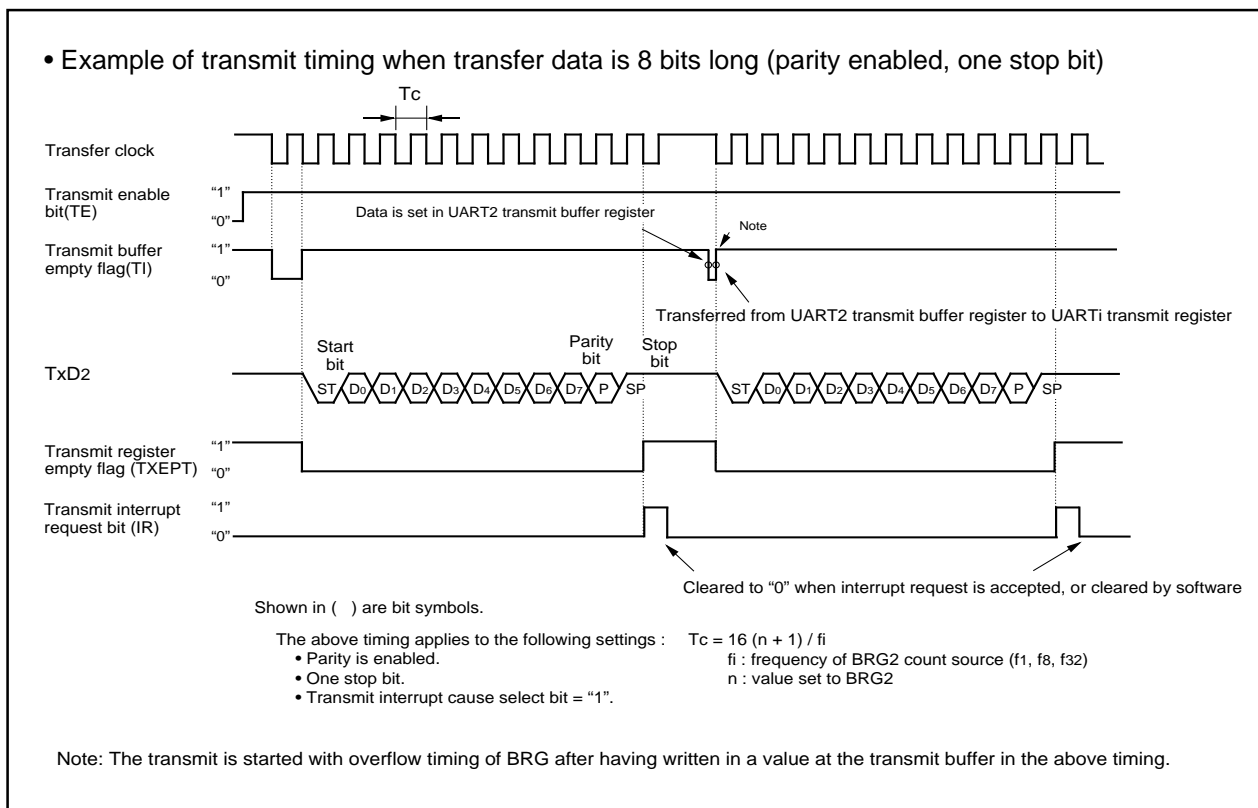 • Example of transmit timing when transfer data is 8 bits long (parity enabled, one stop bit)
Tc
Transfer clock
Transmit enable
bit(TE)
“1”
“0”
Data is set in UART2 transmit buffer register
Note
Transmit buffer
empty flag(TI)
“1”
“0”
Transferred from UART2 transmit buffer register to UARTi transmit register
Start
bit
Parity
bit
Stop
bit
TxD2
ST D0 D1 D2 D3 D4 D5 D6 D7 P SP
ST D0 D1 D2 D3 D4 D5 D6 D7 P SP
Transmit register
empty flag (TXEPT)
“1”
“0”
Transmit interrupt
request bit (IR)
“1”
“0”
Cleared to “0” when interrupt request is accepted, or cleared by software
Shown in ( ) are bit symbols.
The above timing applies to the following settings :
• Parity is enabled.
• One stop bit.
• Transmit interrupt cause select bit = “1”.
Tc = 16 (n + 1) / fi
fi : frequency of BRG2 count source (f1, f8, f32)
n : value set to BRG2
Note: The transmit is started with overflow timing of BRG after having written in a value at the transmit buffer in the above timing.